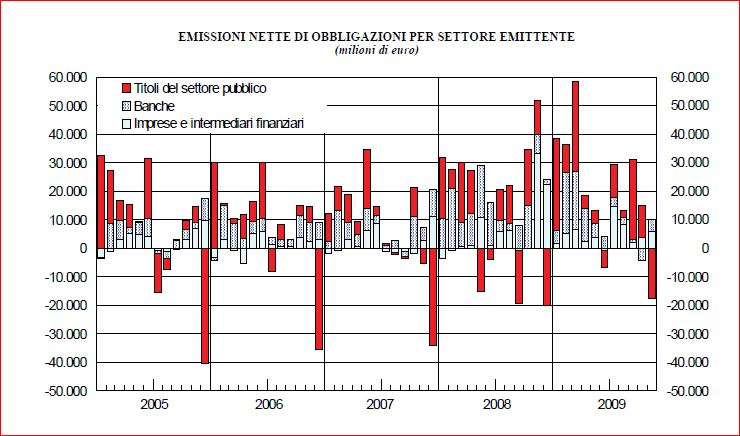 EMISSIONI NETTE DI OBBLIGAZIONI PER SETTORE EMITTENTE
(milioni di euro)
60.000 60.000
Titoli del settore pubblico
50.000 50.000
Banche
Imprese e intermediari finanziari
40.000 40.000
30.000 30.000
20.000 20.000
10.000 10.000
0 0
-10.000 -10.000
-20.000 -20.000
-30.000 -30.000
-40.000 -40.000
-50.000 -50.000
2005 2006 2007 2008 2009